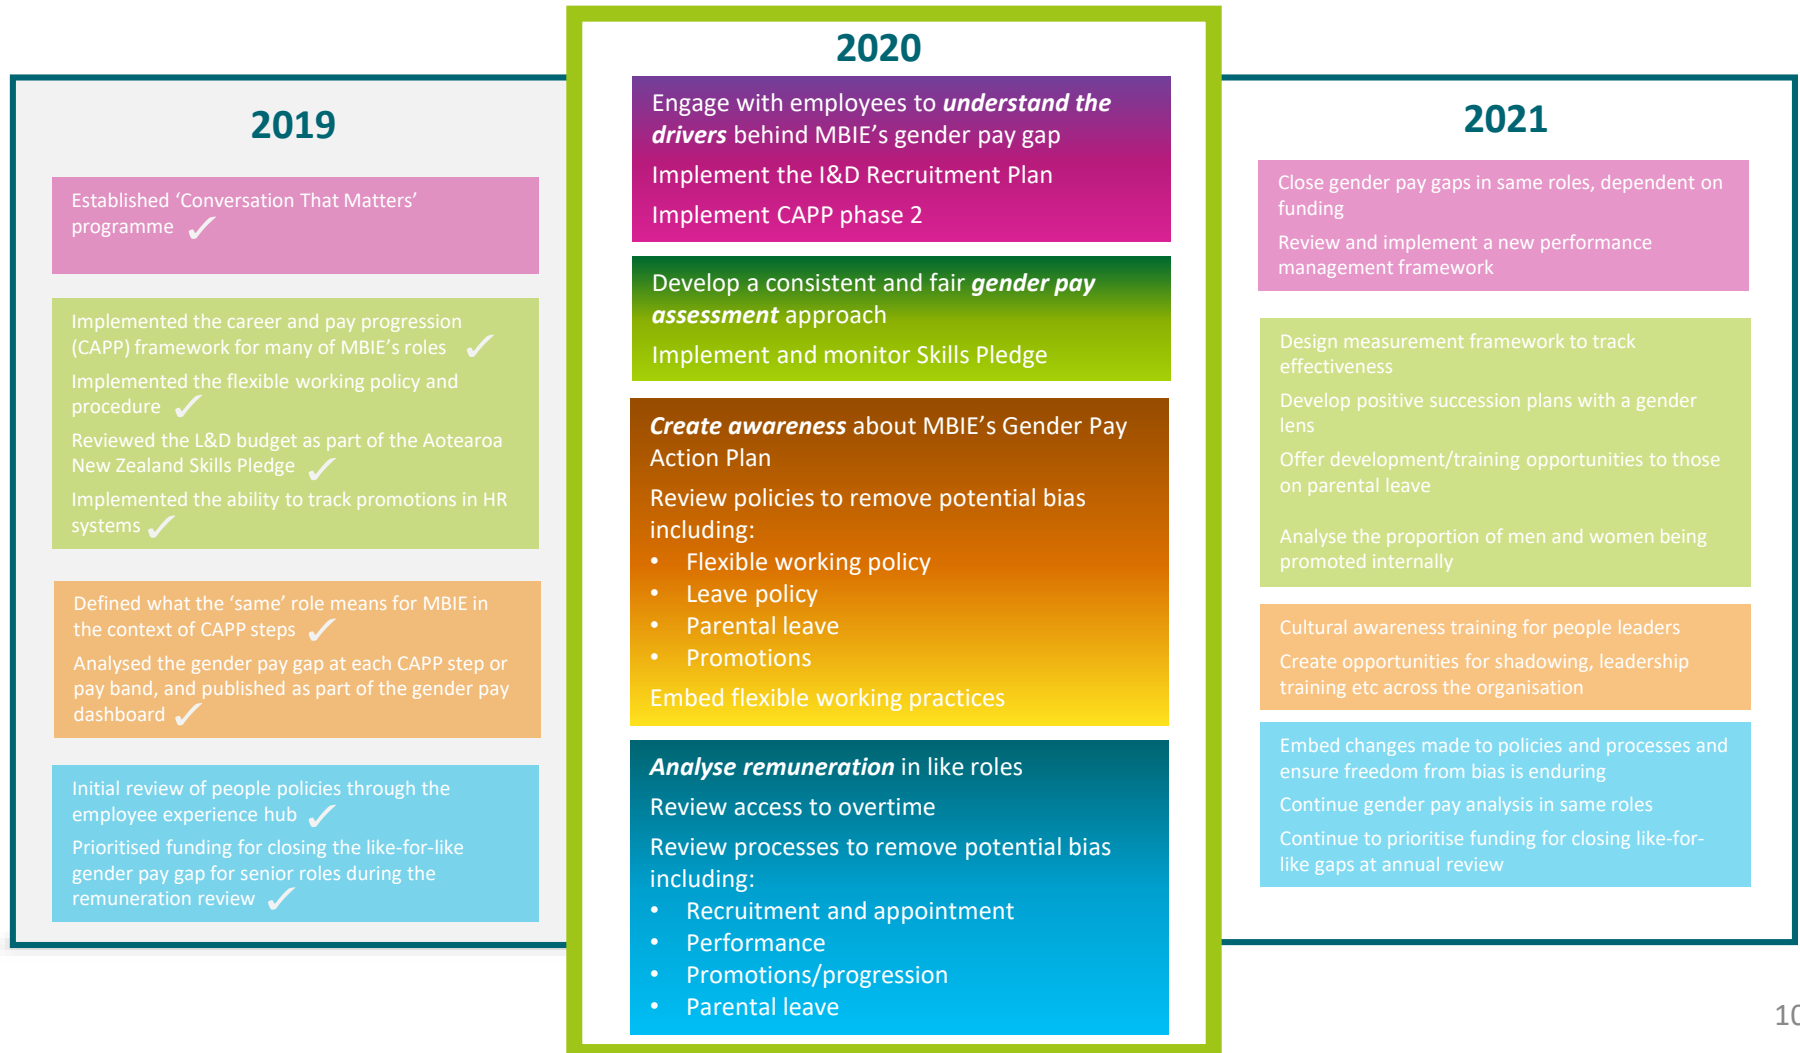 2019
Established ‘Conversation That Matters’
programme ✓
Implemented the career and pay progression
(CAPP) framework for many of MBIE’s roles ✓
Implemented the flexible working policy and
procedure ✓
Reviewed the L&D budget as part of the Aotearoa
New Zealand Skills Pledge ✓
Implemented the ability to track promotions in HR
systems ✓
Defined what the ‘same’ role means for MBIE in
the context of CAPP steps ✓
Analysed the gender pay gap at each CAPP step or
pay band, and published as part of the gender pay
dashboard ✓
Initial review of people policies through the
employee experience hub ✓
Prioritised funding for closing the like-for-like
gender pay gap for senior roles during the
remuneration review ✓
2020
Engage with employees to understand the
drivers behind MBIE’s gender pay gap
Implement the I&D Recruitment Plan
Implement CAPP phase 2
Develop a consistent and fair gender pay
assessment approach
Implement and monitor Skills Pledge
Create awareness about MBIE’s Gender Pay
Action Plan
Review policies to remove potential bias
including:
• Flexible working policy
• Leave policy
• Parental leave
• Promotions
Embed flexible working practices
Analyse remuneration in like roles
Review access to overtime
Review processes to remove potential bias
including:
• Recruitment and appointment
• Performance
• Promotions/progression
• Parental leave
2021
Close gender pay gaps in same roles, dependent on
funding
Review and implement a new performance
management framework
Design measurement framework to track
effectiveness
Develop positive succession plans with a gender
lens
Offer development/training opportunities to those
on parental leave
Analyse the proportion of men and women being
promoted internally
Cultural awareness training for people leaders
Create opportunities for shadowing, leadership
training etc across the organisation
Embed changes made to policies and processes and
ensure freedom from bias is enduring
Continue gender pay analysis in same roles
Continue to prioritise funding for closing like-for-
like gaps at annual review
10